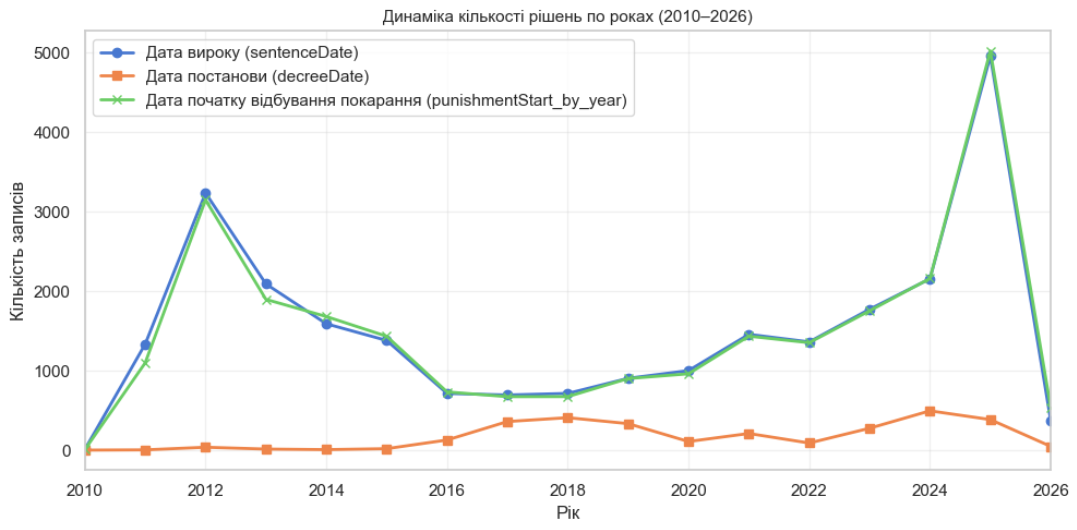 Динаміка кількості рішень по роках (2010–2026)
Дата вироку (sentenceDate)
Дата постанови (decreeDate)
Дата початку відбування покарання (punishmentStart_by_year)
Кількість записів
5000
4000
3000
2000
1000
0
2010 2012 2014 2016 2018 2020 2022 2024 2026
Рік